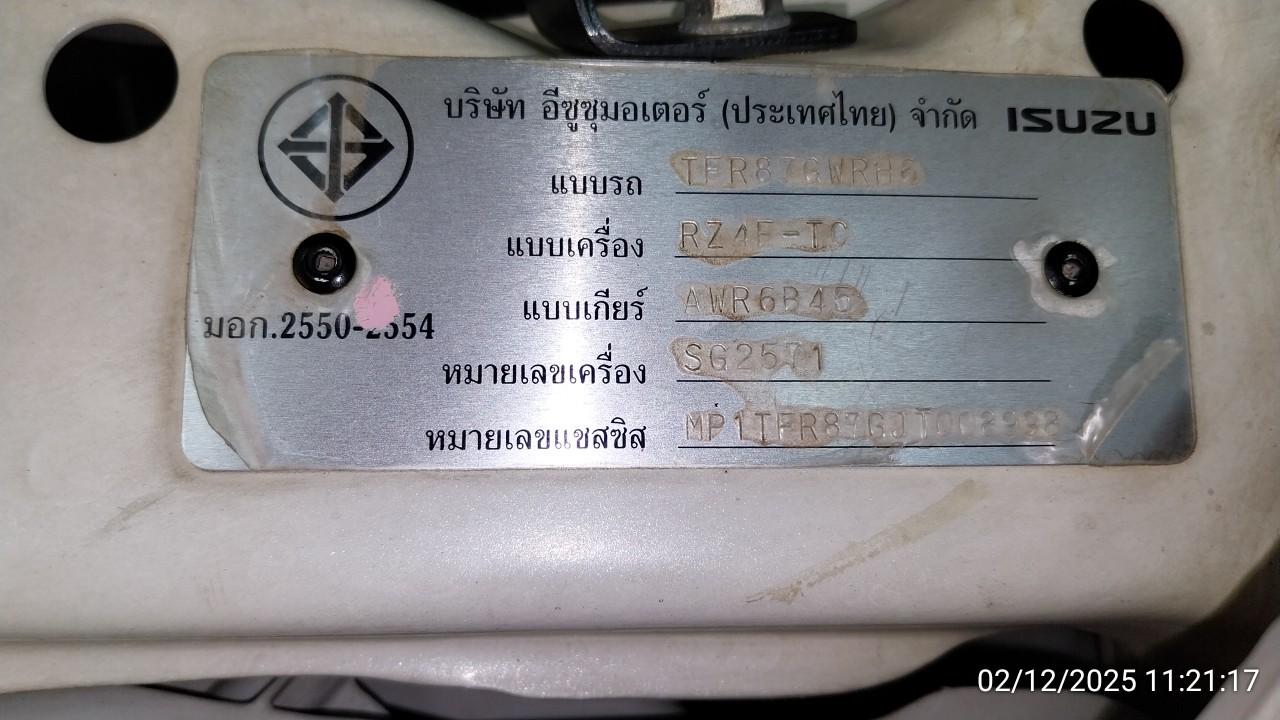 บริษัท อีซูซุมอเตอร์ (ประเทศไทย) จำกัด ISUZU
แบบรถ TFR87GWRH6
แบบเครื่อง RZ4E-TC
แบบเกียร์ AWR6B45
มอก.2550-2554
หมายเลขเครื่อง SG2571
หมายเลขแชสซิส
02/12/2025 11:21:17